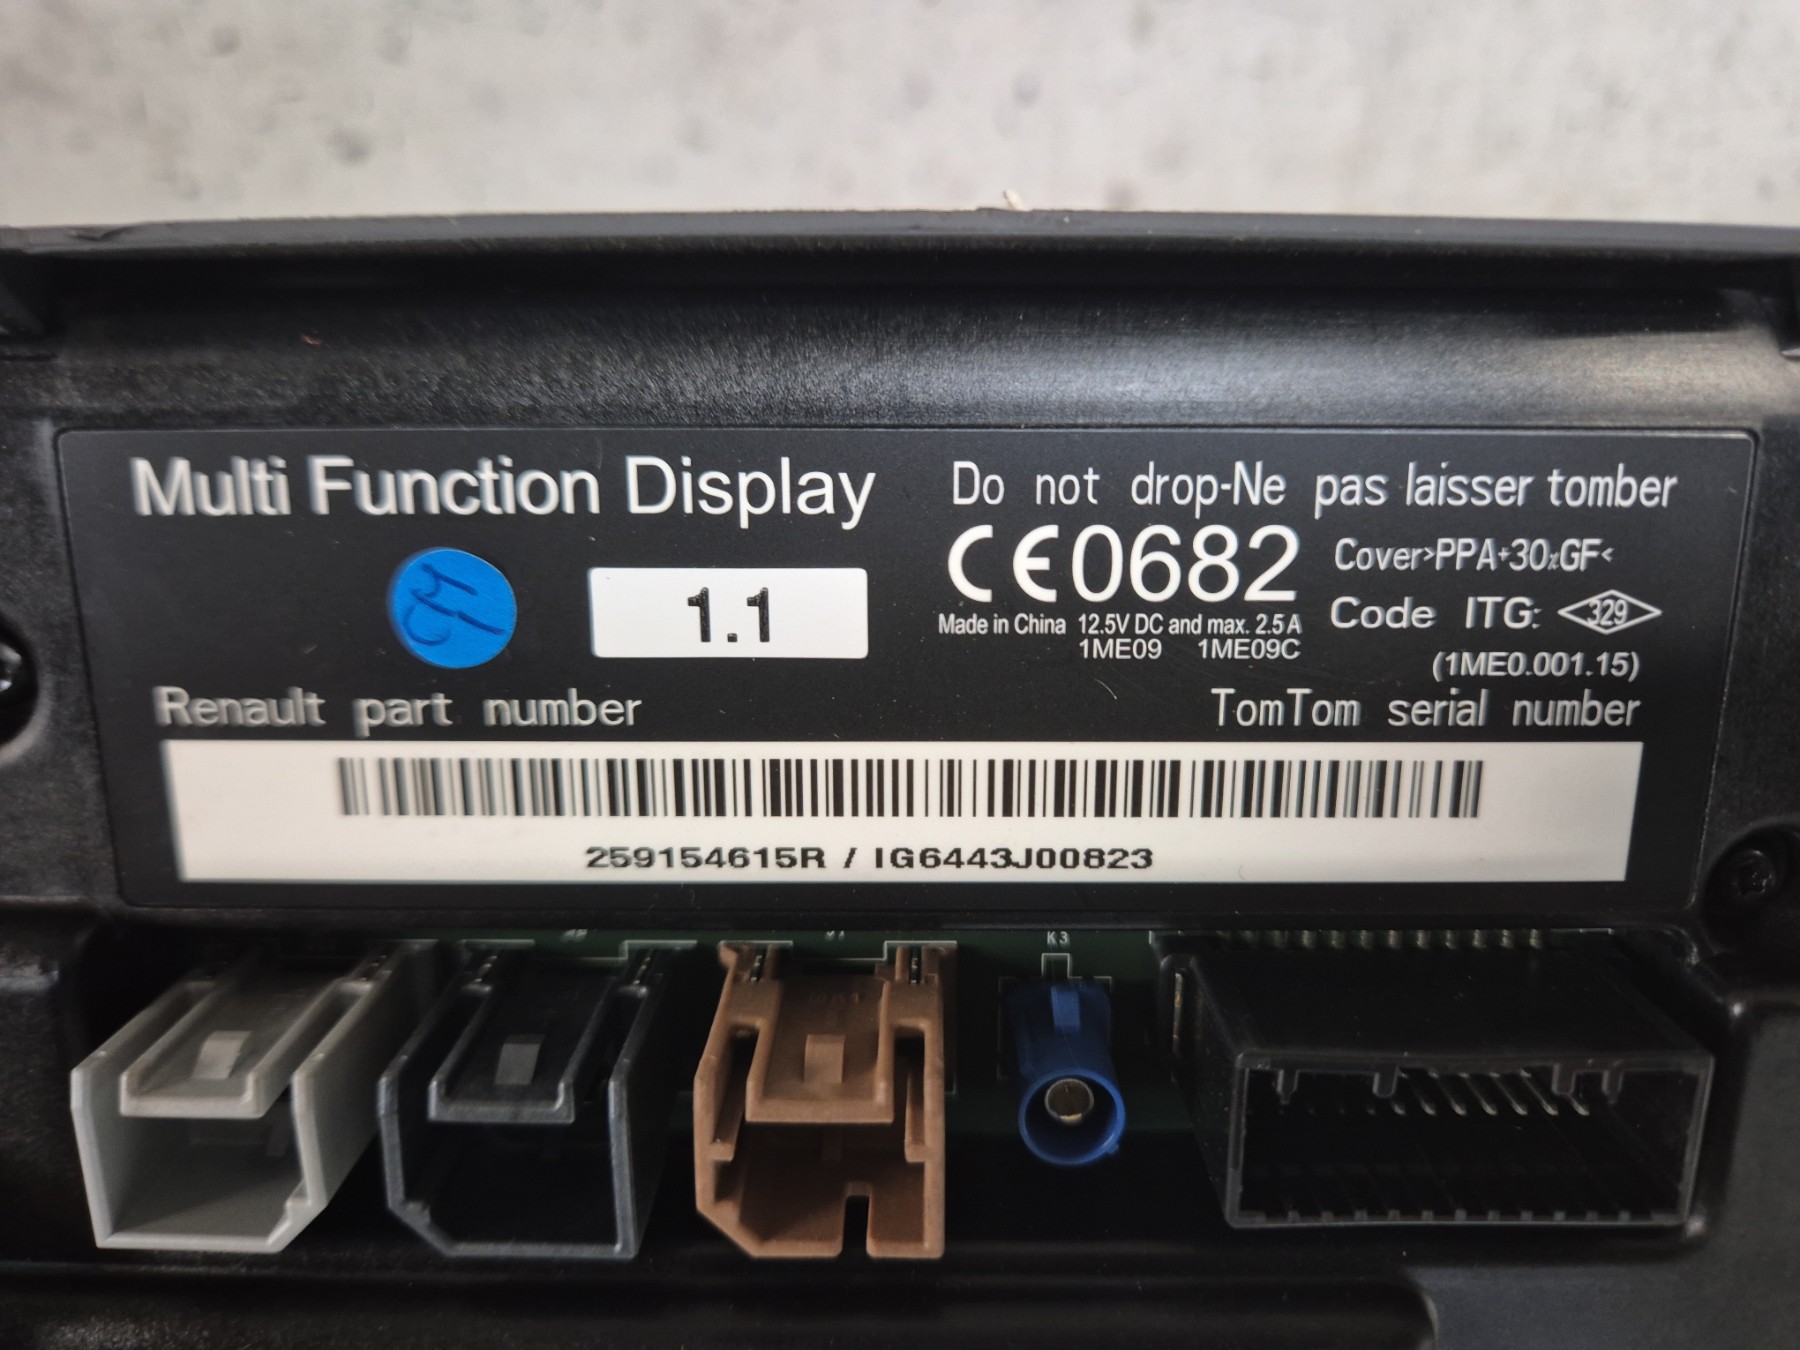 Multi Function Display
Do not drop-Ne pas laisser tomber
CE0682
Cover>PPA+30%GF<
1.1
Made in China 12.5V DC and max. 2.5 A
1ME09 1ME09C
Code ITG: 329
(1ME0.001.15)
Renault part number
TomTom serial number
259154615R / IG6443J00823
K3